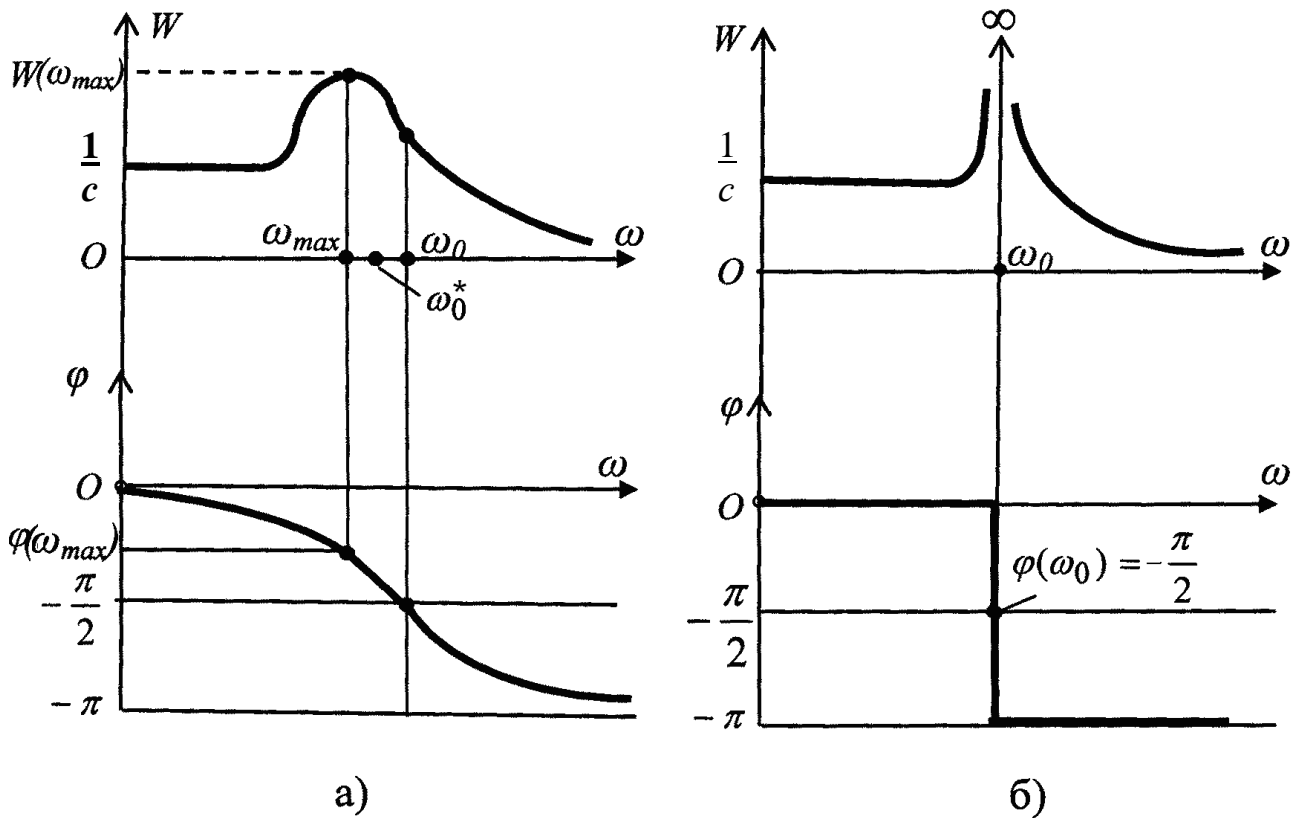 W
W(ω_max)
1/c
O
ω_max
ω_0
ω
ω_0^*
φ
O
ω
φ(ω_max)
-π/2
-π
а)
∞
W
1/c
O
ω_0
ω
φ
O
ω
φ(ω_0) = -π/2
-π/2
-π
б)